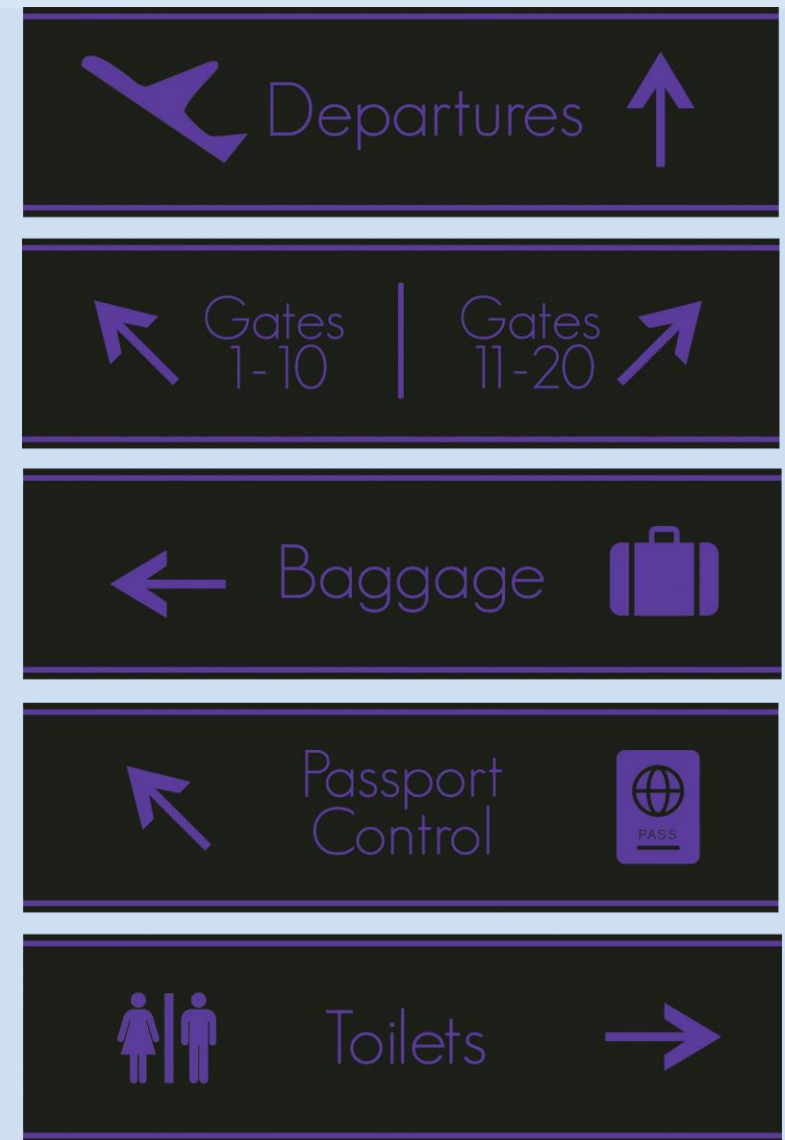 Departures
Gates
1-10
Gates
11-20
Baggage
Passport
Control
PASS
Toilets